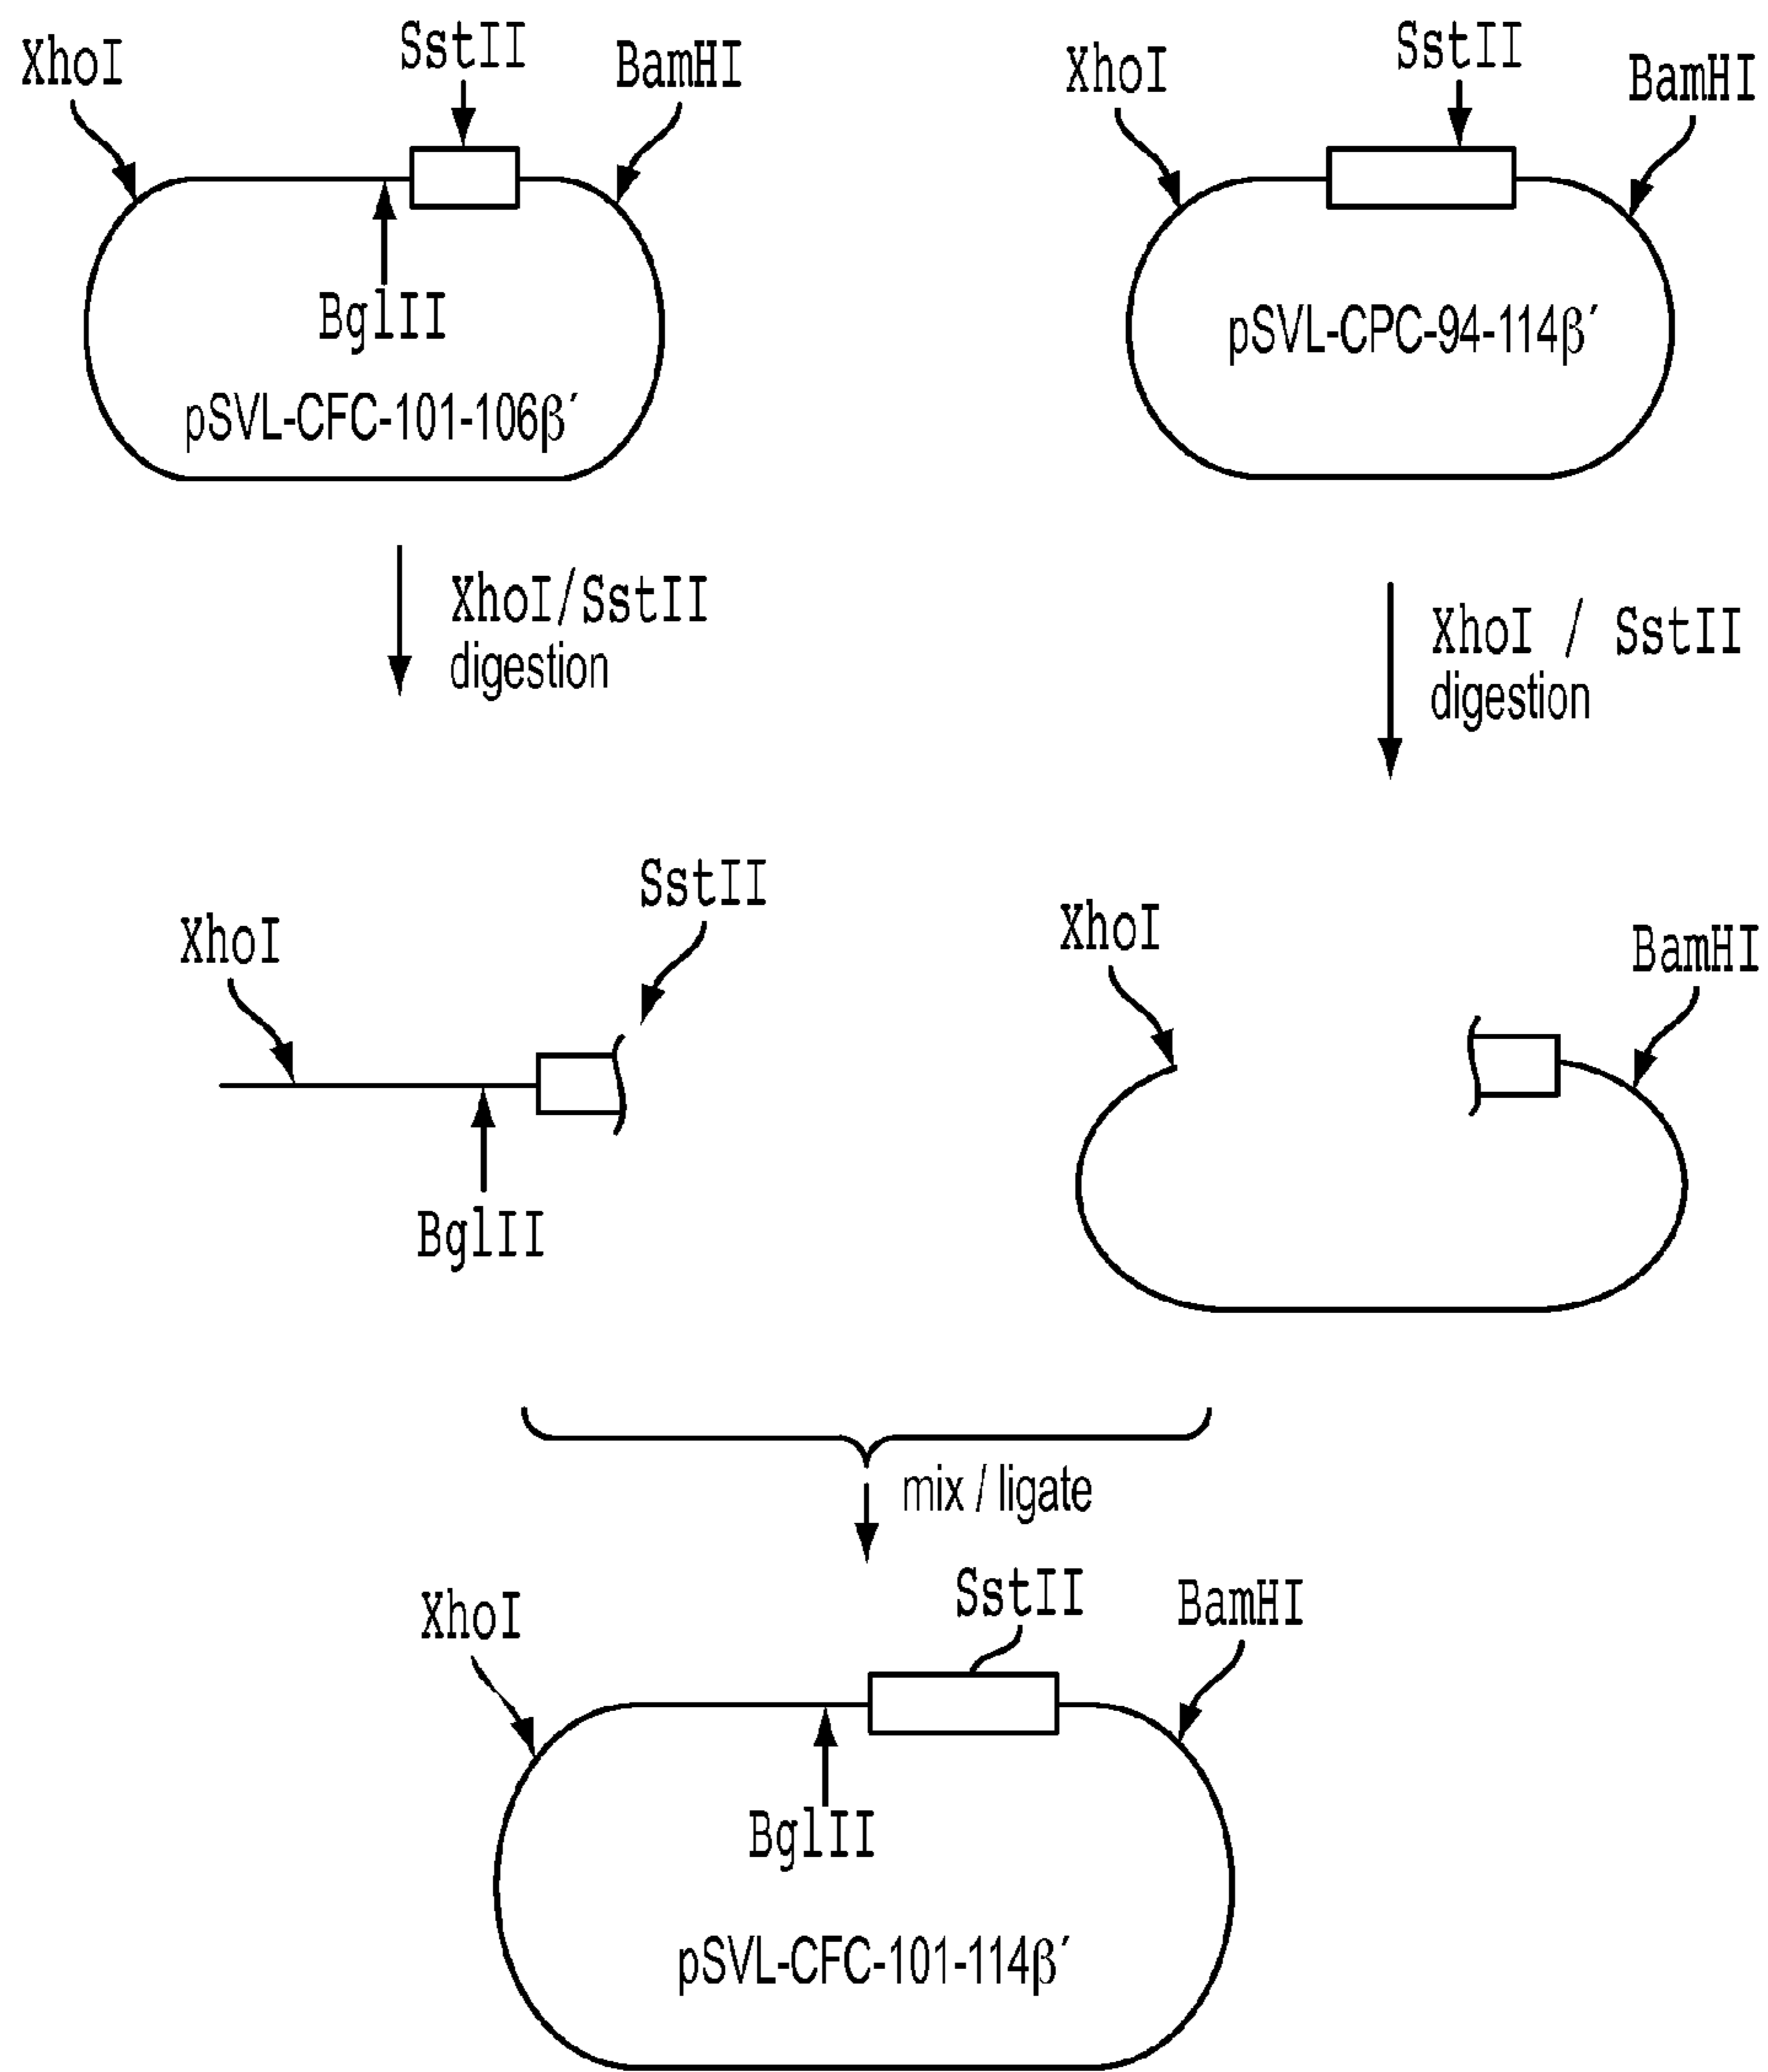 XhoI
SstII
BamHI
BglII
pSVL-CFC-101-106β´
XhoI
SstII
BamHI
pSVL-CPC-94-114β´
XhoI/SstII
digestion
XhoI / SstII
digestion
XhoI
SstII
BglII
XhoI
BamHI
mix / ligate
XhoI
SstII
BamHI
BglII
pSVL-CFC-101-114β´